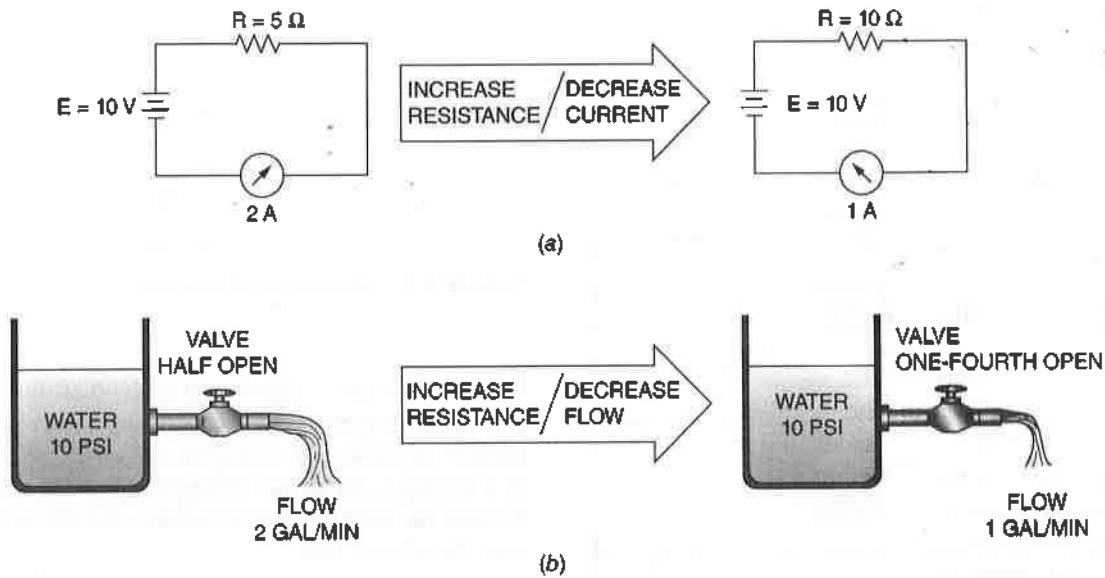 R = 5 Ω
E = 10 V
2 A
INCREASE RESISTANCE / DECREASE CURRENT
R = 10 Ω
E = 10 V
1 A
(a)
VALVE
HALF OPEN
WATER
10 PSI
FLOW
2 GAL/MIN
INCREASE RESISTANCE / DECREASE FLOW
VALVE
ONE-FOURTH OPEN
WATER
10 PSI
FLOW
1 GAL/MIN
(b)